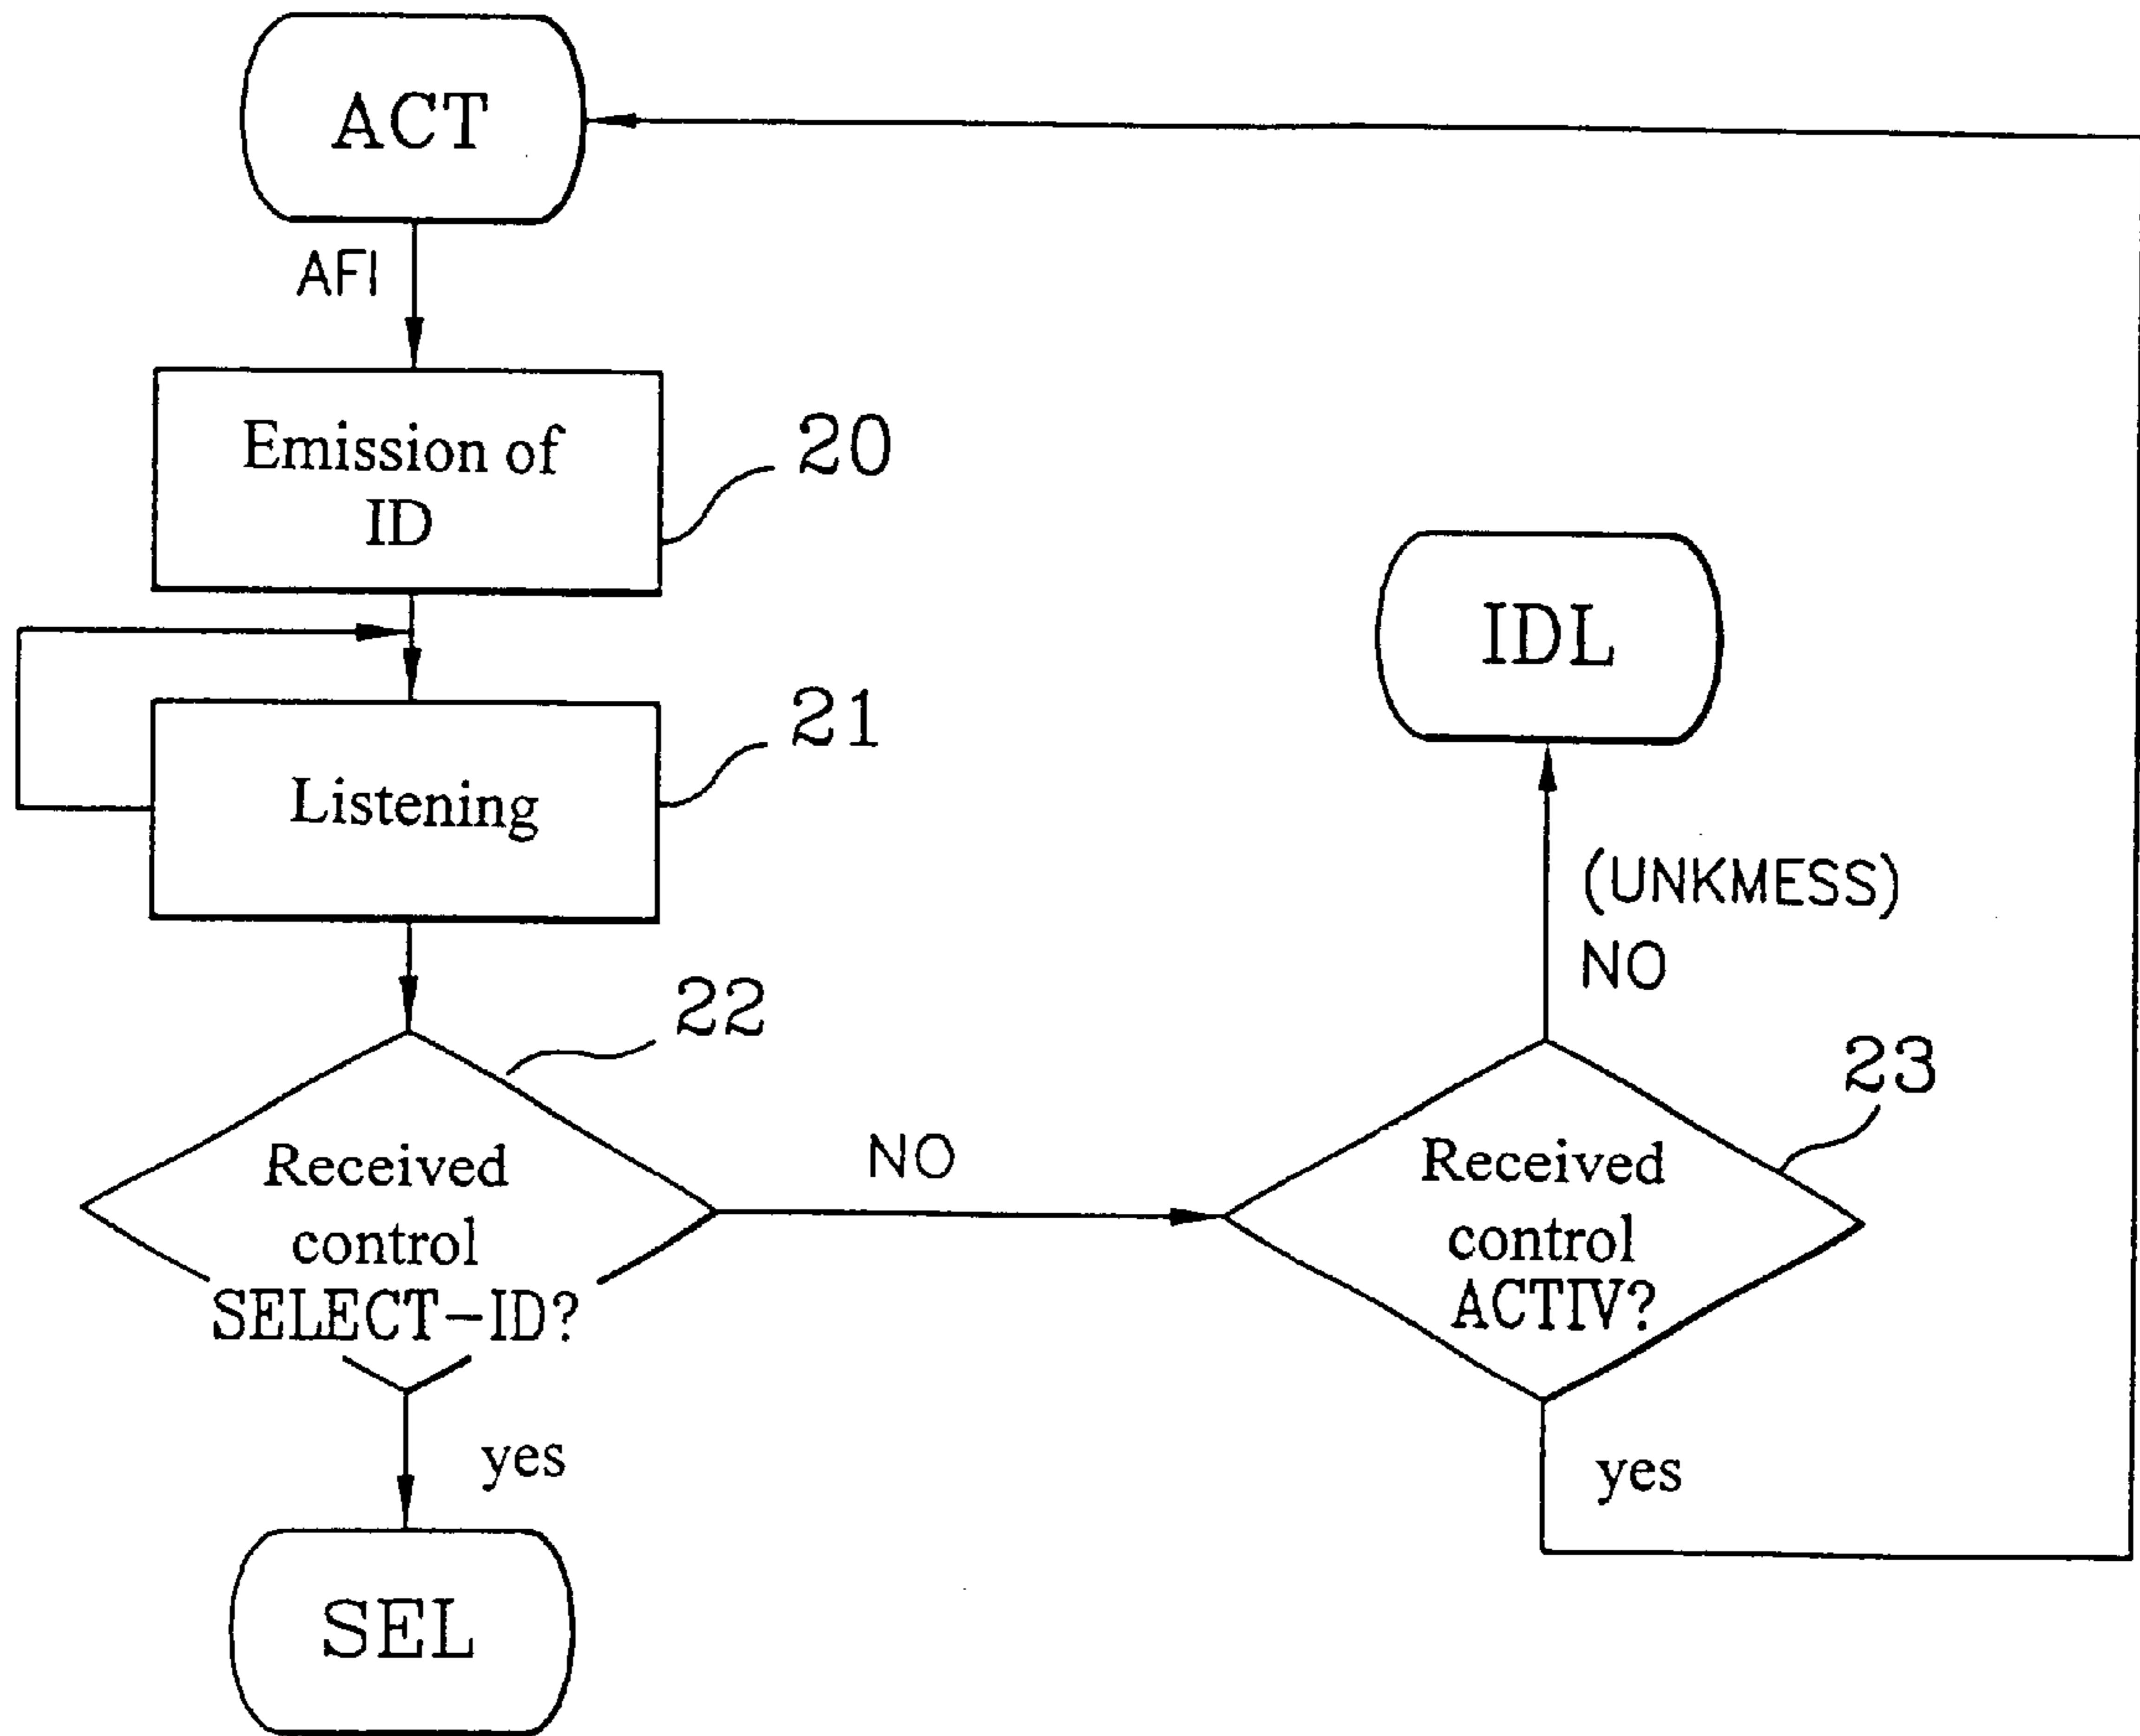 ACT
AFI
Emission of
ID
20
Listening
21
22
Received
control
SELECT-ID?
NO
yes
SEL
IDL
(UNKMESS)
NO
23
Received
control
ACTIV?
yes